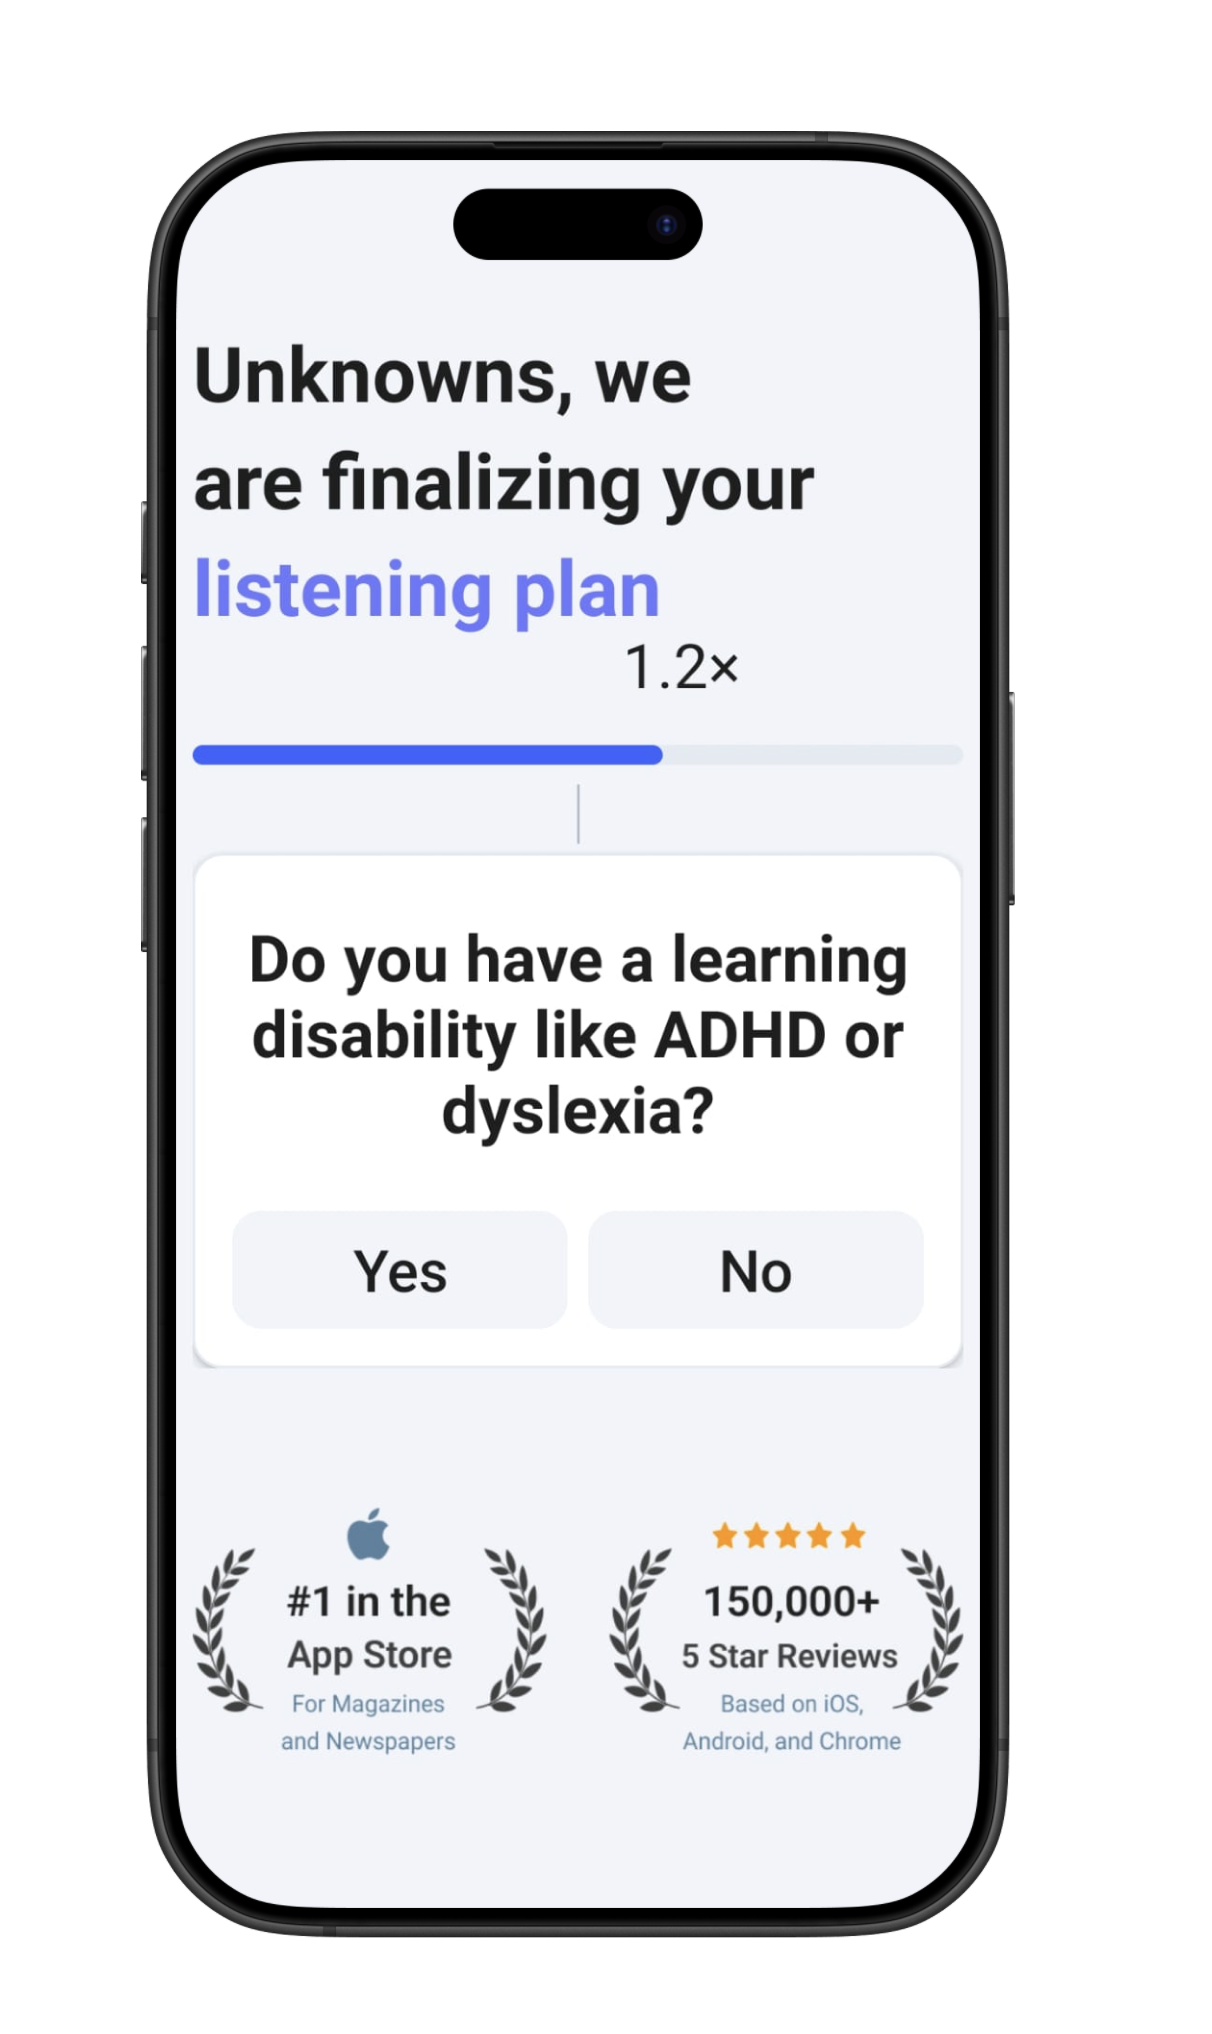 Unknowns, we
are finalizing your
listening plan
1.2×
Do you have a learning
disability like ADHD or
dyslexia?
Yes
No
#1 in the
App Store
For Magazines
and Newspapers
150,000+
5 Star Reviews
Based on iOS,
Android, and Chrome